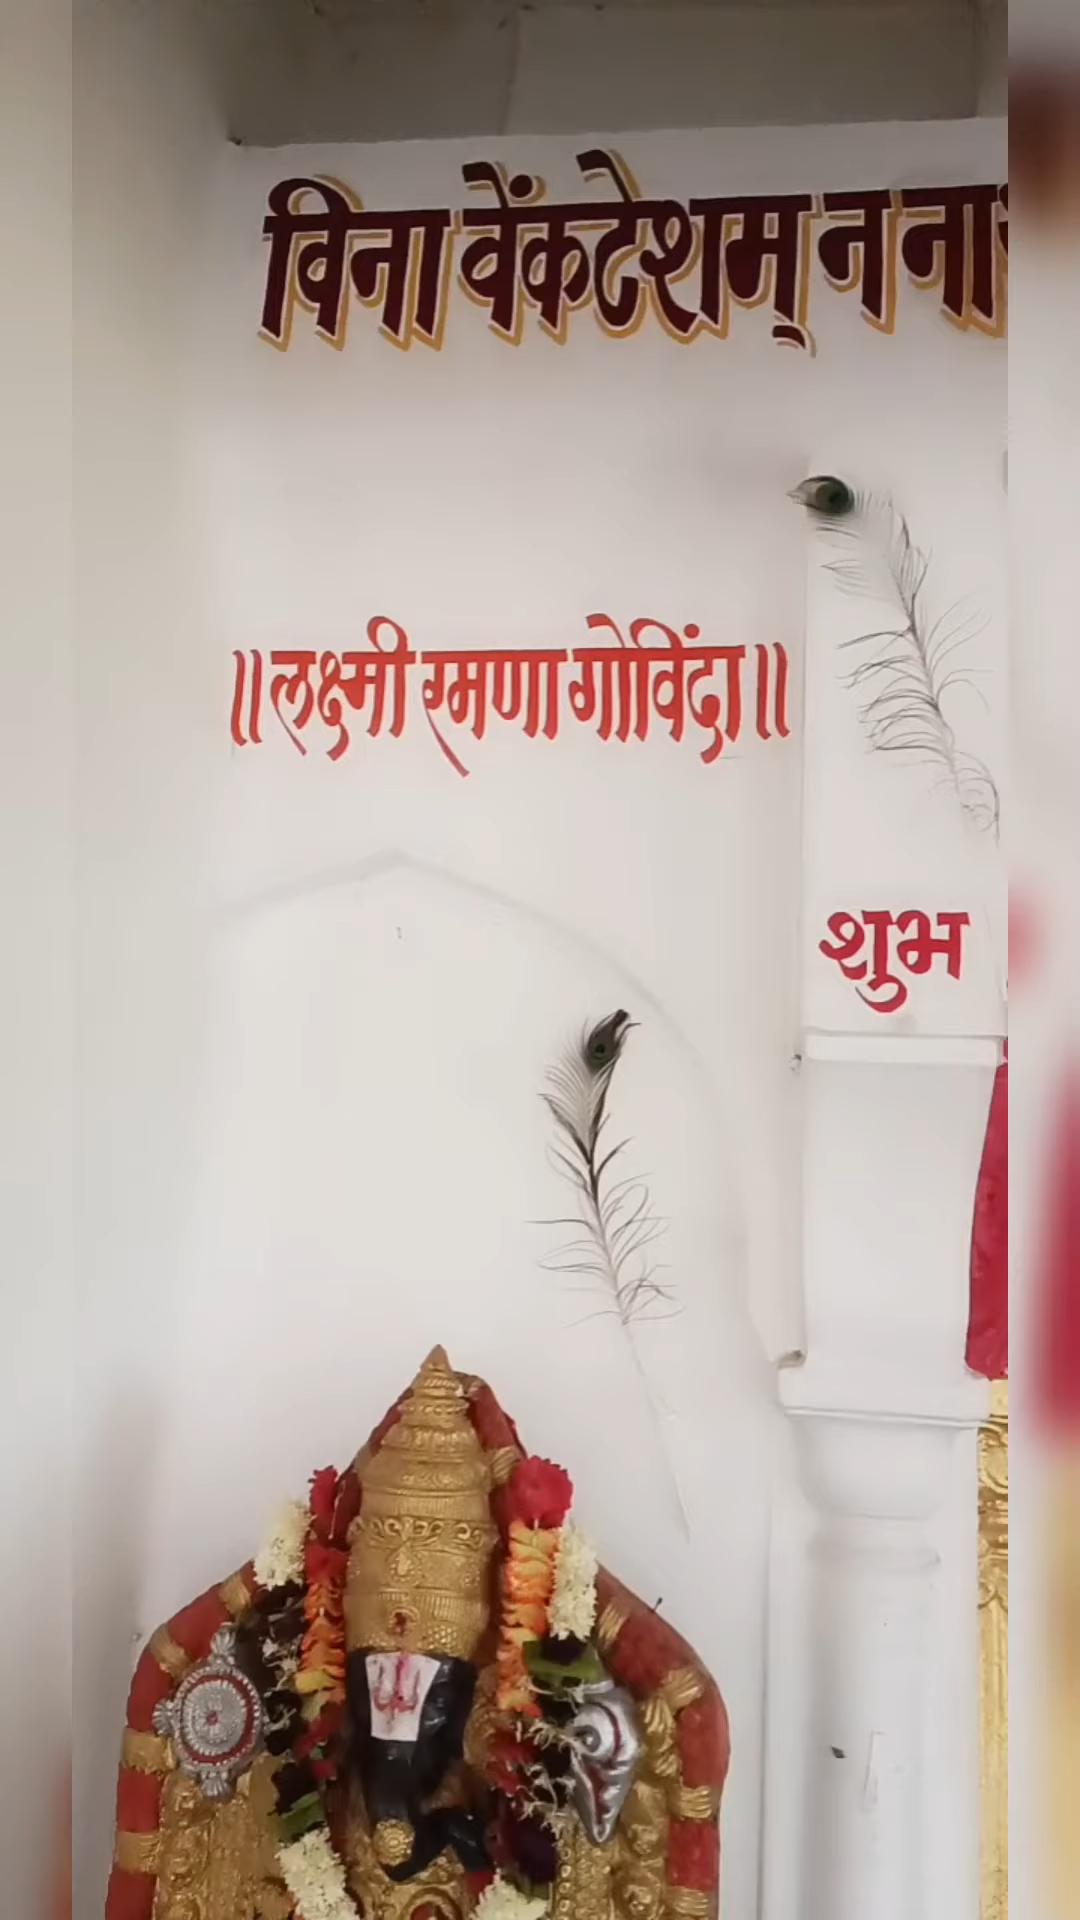 विना वेंकटेशम् न
॥ लक्ष्मी रमणा गोविंदा ॥
शुभ